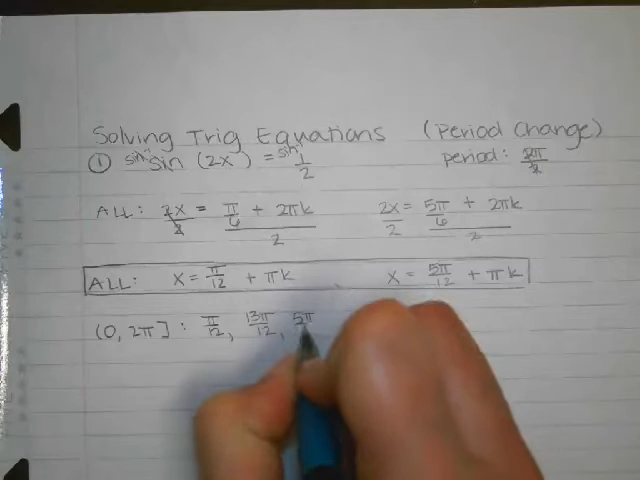 Solving Trig Equations (Period Change)
① sin⁻¹ sin (2x) = sin⁻¹ 1/2 period: 2π/2
ALL: 2x/2 = (π/6 + 2πk)/2 2x/2 = (5π/6 + 2πk)/2
ALL: x = π/12 + πk x = 5π/12 + πk
(0, 2π] : π/12, 13π/12, 5π